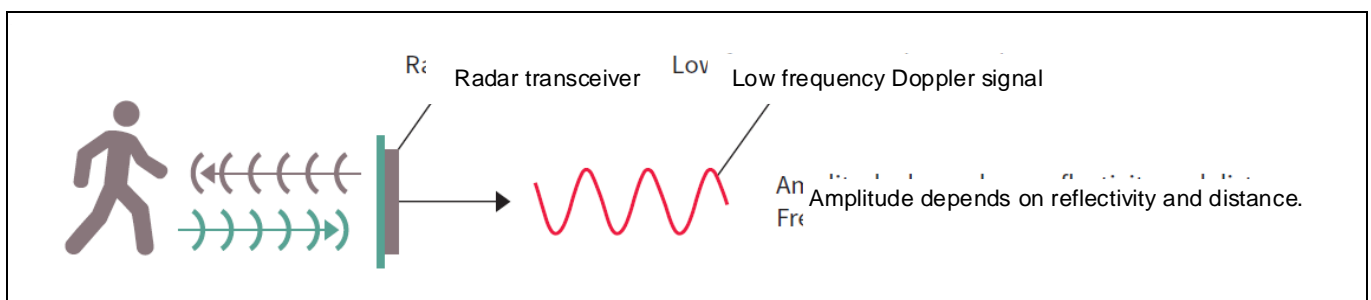 Radar transceiver
Low frequency Doppler signal
Amplitude depends on reflectivity and distance.